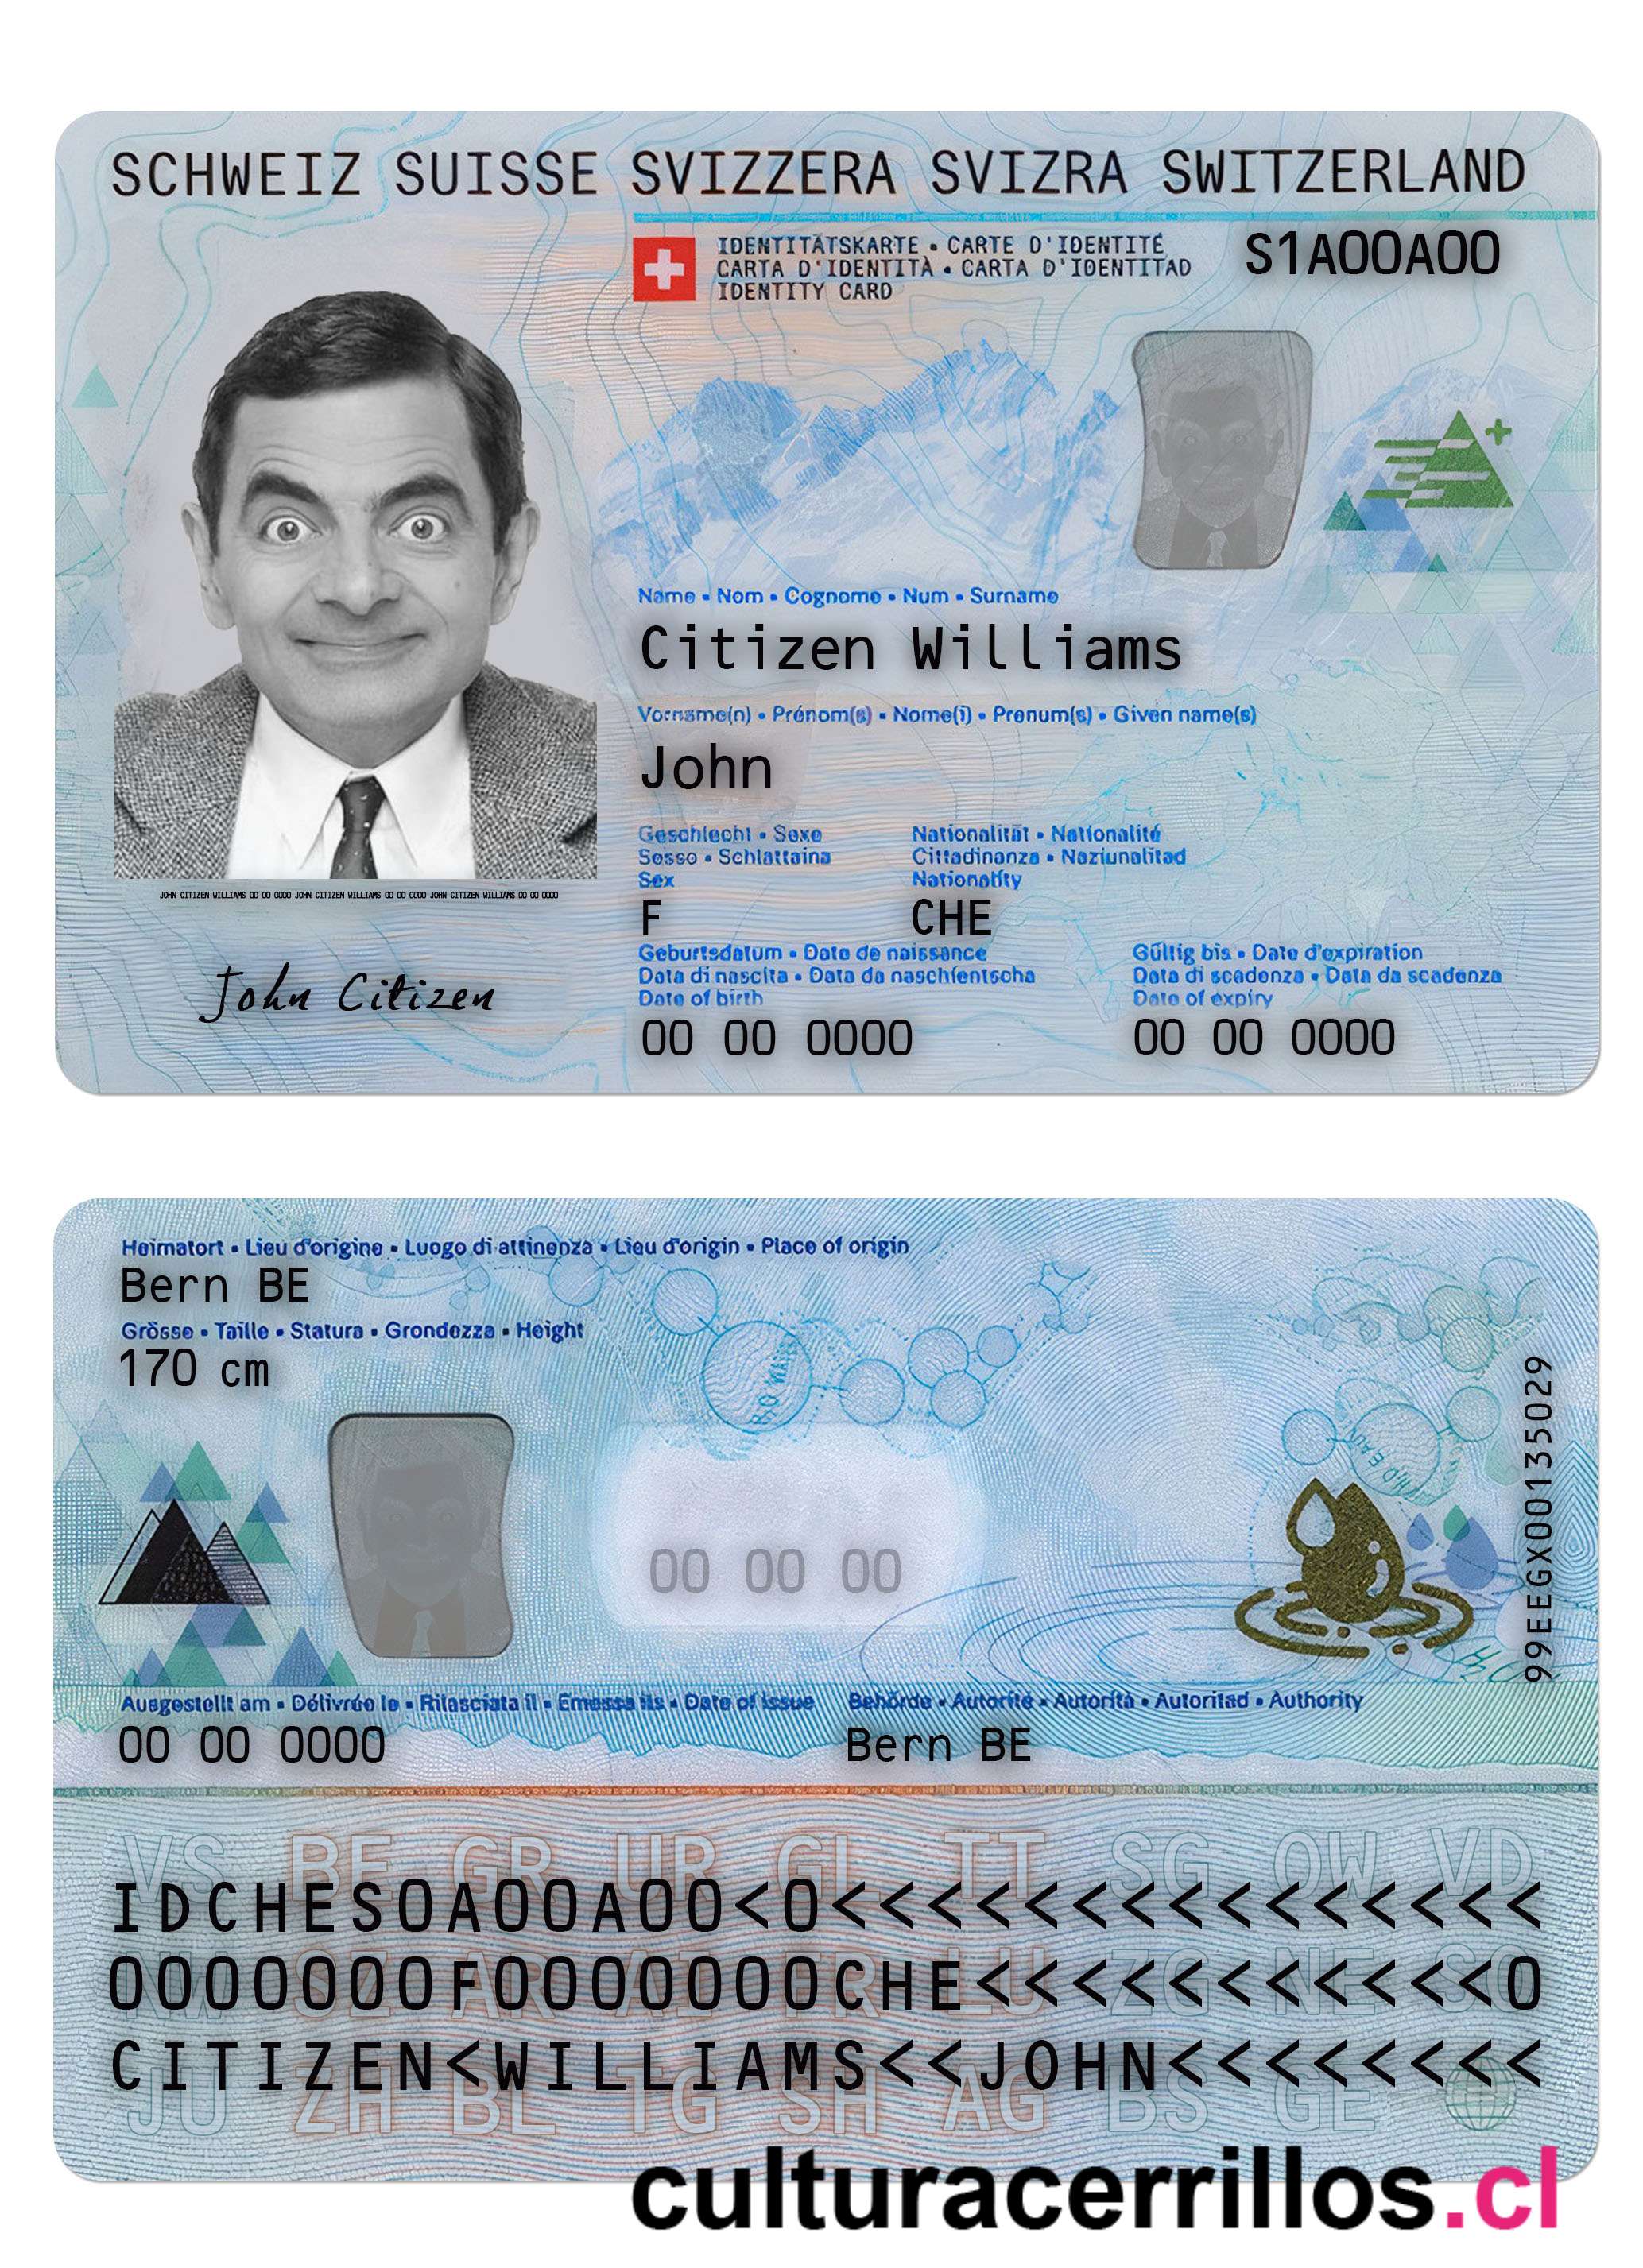 SCHWEIZ SUISSE SVIZZERA SVIZRA SWITZERLAND
IDENTITÄTSKARTE • CARTE D'IDENTITÉ
CARTA D'IDENTITÀ • CARTA D'IDENTITAD
IDENTITY CARD
S1A00A00
Name • Nom • Cognome • Num • Surname
Citizen Williams
Vorname(n) • Prénom(s) • Nome(i) • Prenum(s) • Given name(s)
John
Geschlecht • Sexe
Sesso • Schlattaina
Sex
F
Nationalität • Nationalité
Cittadinanza • Naziunalitad
Nationality
CHE
JOHN CITIZEN WILLIAMS 00 00 0000 JOHN CITIZEN WILLIAMS 00 00 0000 JOHN CITIZEN WILLIAMS 00 00 0000
John Citizen
Geburtsdatum • Date de naissance
Data di nascita • Data da naschientscha
Date of birth
00 00 0000
Gültig bis • Date d'expiration
Data di scadenza • Data da scadenza
Date of expiry
00 00 0000
Heimatort • Lieu d'origine • Luogo di attinenza • Lieu d'origin • Place of origin
Bern BE
Grösse • Taille • Statura • Grondezza • Height
170 cm
00 00 00
99EEGX00135029
Ausgestellt am • Délivrée le • Rilasciata il • Emessa ils • Date of issue
00 00 0000
Behörde • Autorité • Autorità • Autoritad • Authority
Bern BE
VS BE GR UR GL TT SG OW VD
IDCHES0A00A00<0<<<<<<<<<<<<<<<
0000000F0000000CHE<<<<<<<<<<<0
CITIZEN<WILLIAMS<<JOHN<<<<<<<<
JU ZH BL TG SH AG BS GE
culturacerrillos.cl